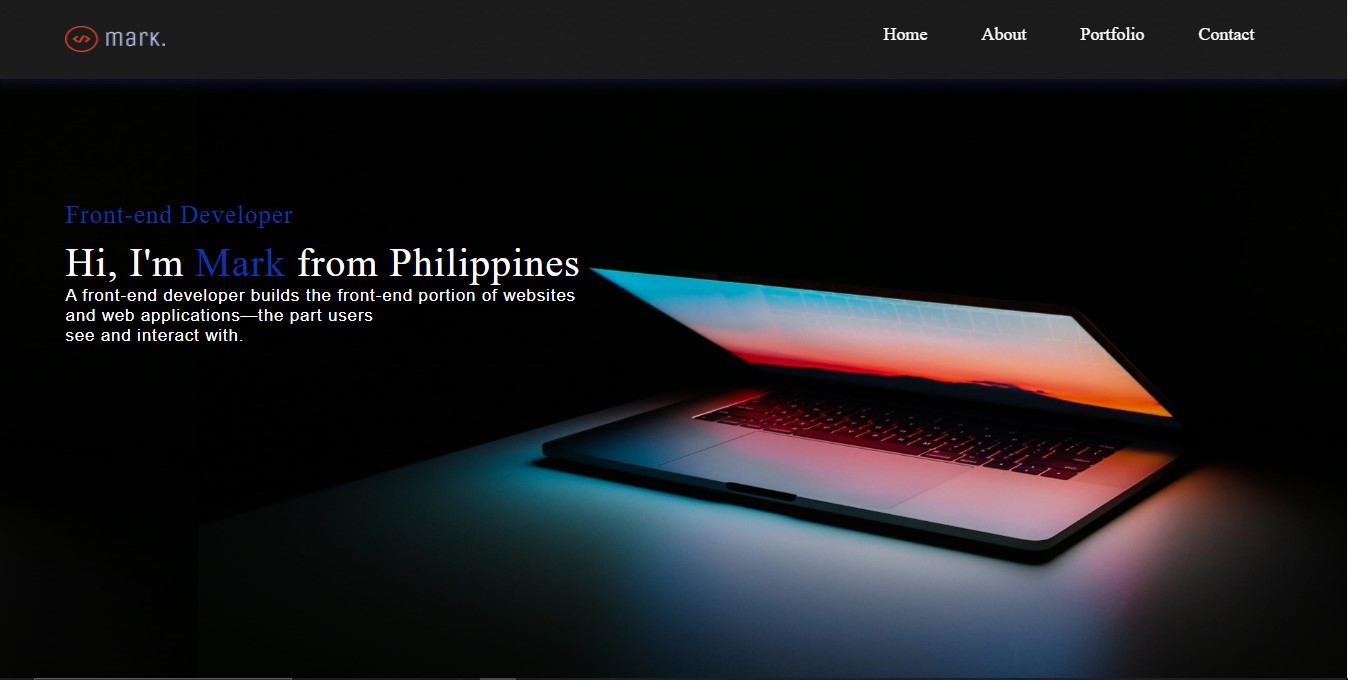 </> mark.
Home About Portfolio Contact
Front-end Developer
Hi, I'm Mark from Philippines
A front-end developer builds the front-end portion of websites
and web applications—the part users
see and interact with.